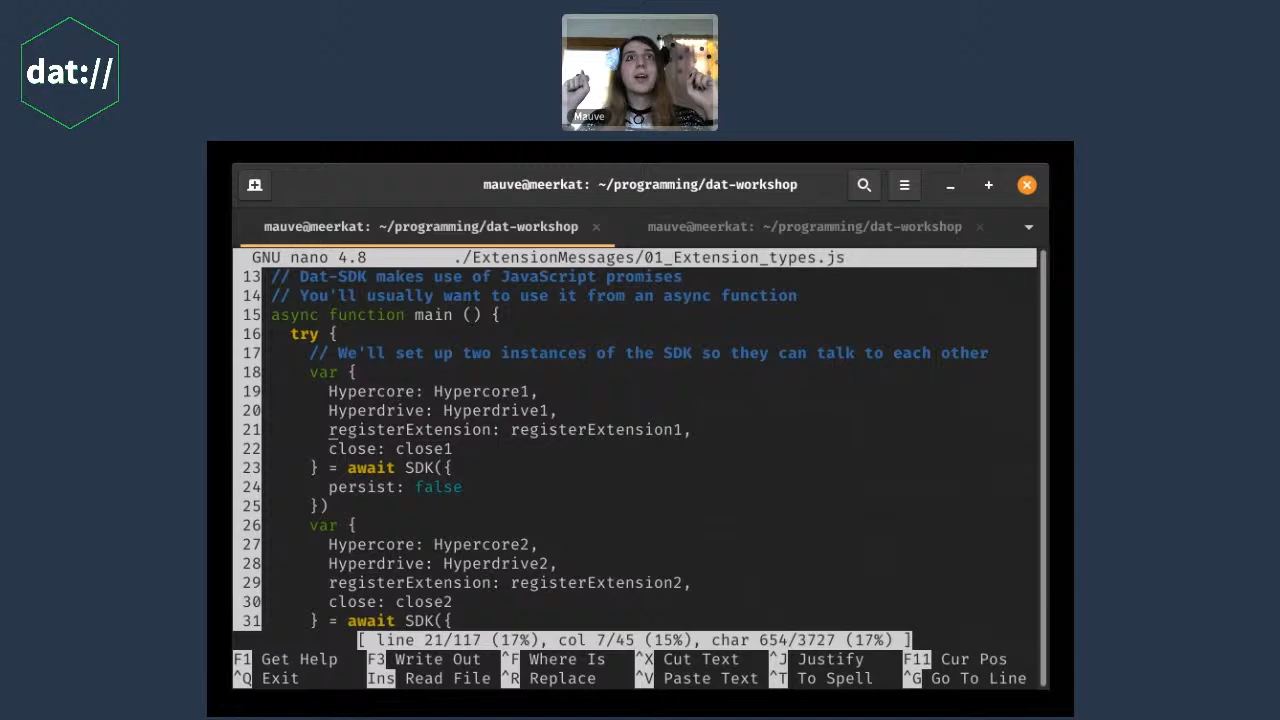 dat://
Mauve
mauve@meerkat: ~/programming/dat-workshop
mauve@meerkat: ~/programming/dat-workshop × mauve@meerkat: ~/programming/dat-workshop ×
GNU nano 4.8 ./ExtensionMessages/01_Extension_types.js
13 // Dat-SDK makes use of JavaScript promises
14 // You'll usually want to use it from an async function
15 async function main () {
16 try {
17 // We'll set up two instances of the SDK so they can talk to each other
18 var {
19 Hypercore: Hypercore1,
20 Hyperdrive: Hyperdrive1,
21 registerExtension: registerExtension1,
22 close: close1
23 } = await SDK({
24 persist: false
25 })
26 var {
27 Hypercore: Hypercore2,
28 Hyperdrive: Hyperdrive2,
29 registerExtension: registerExtension2,
30 close: close2
31 } = await SDK({
[ line 21/117 (17%), col 7/45 (15%), char 654/3727 (17%) ]
F1 Get Help F3 Write Out ^F Where Is ^X Cut Text ^J Justify F11 Cur Pos
^Q Exit Ins Read File ^R Replace ^V Paste Text ^T To Spell ^G Go To Line